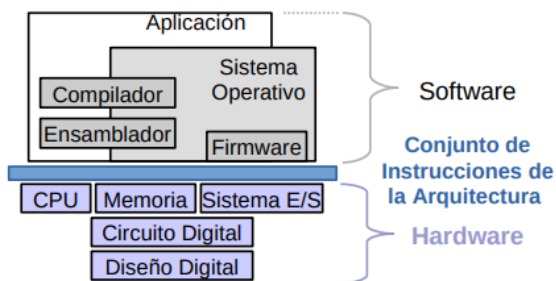 Aplicación
Sistema
Operativo
Compilador
Ensamblador
Firmware
Software
Conjunto de
Instrucciones de
la Arquitectura
CPU Memoria Sistema E/S
Hardware
Circuito Digital
Diseño Digital